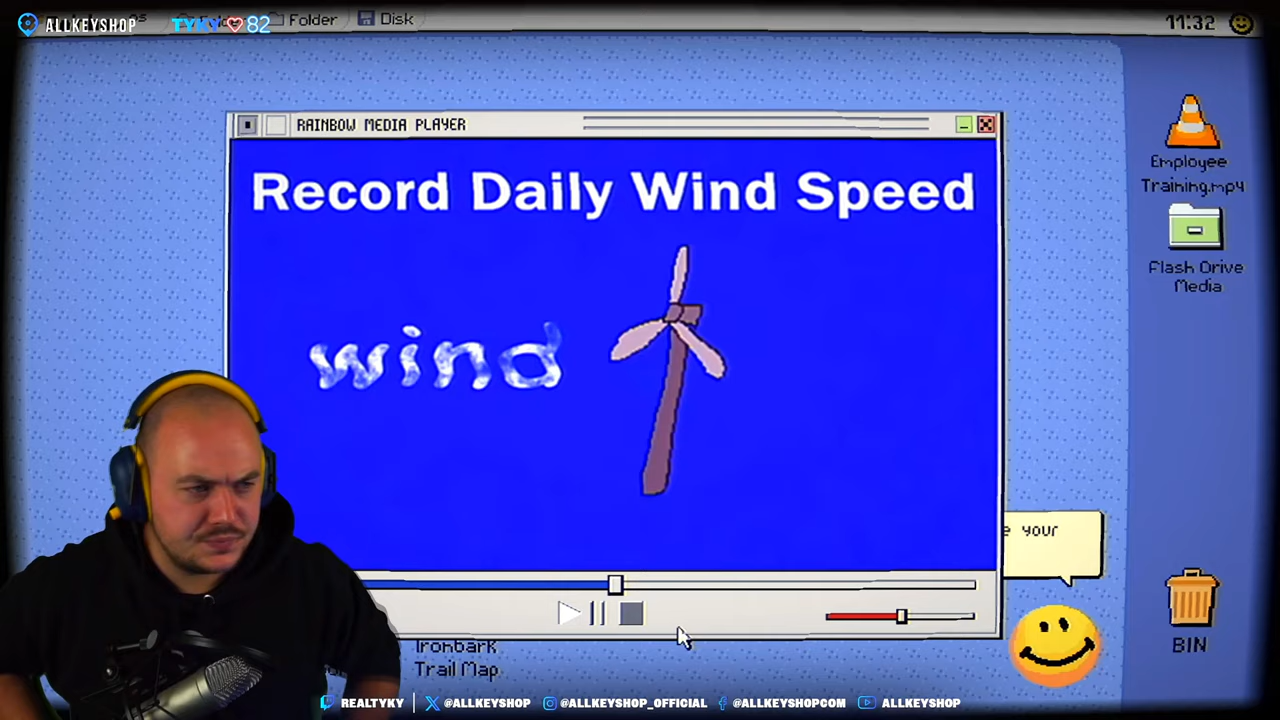 ALLKEYSHOP
TYKY 82
Folder
Disk
11:32
RAINBOW MEDIA PLAYER
Record Daily Wind Speed
wind
Employee
Training.mp4
Flash Drive
Media
e your
Ironbark
Trail Map
BIN
REALTYKY @ALLKEYSHOP @ALLKEYSHOP_OFFICIAL @ALLKEYSHOPCOM ALLKEYSHOP